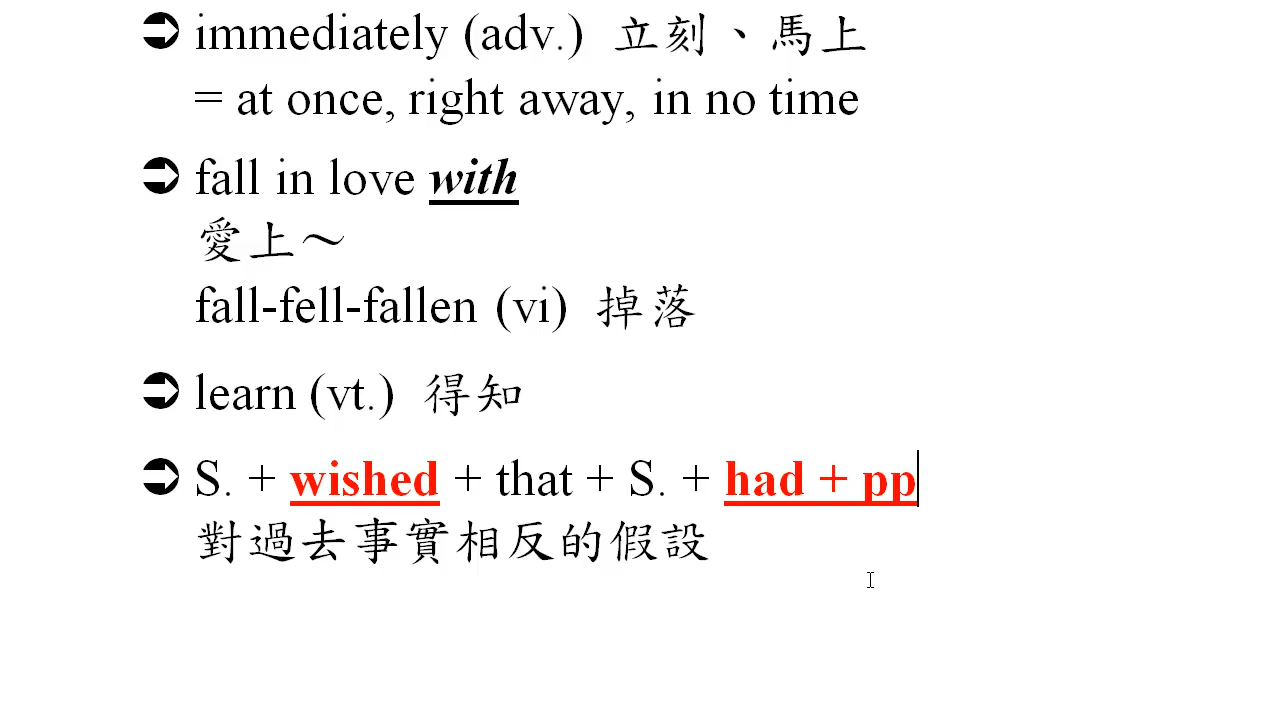 ➲ immediately (adv.) 立刻、馬上
= at once, right away, in no time
➲ fall in love with
愛上～
fall-fell-fallen (vi) 掉落
➲ learn (vt.) 得知
➲ S. + wished + that + S. + had + pp
對過去事實相反的假設